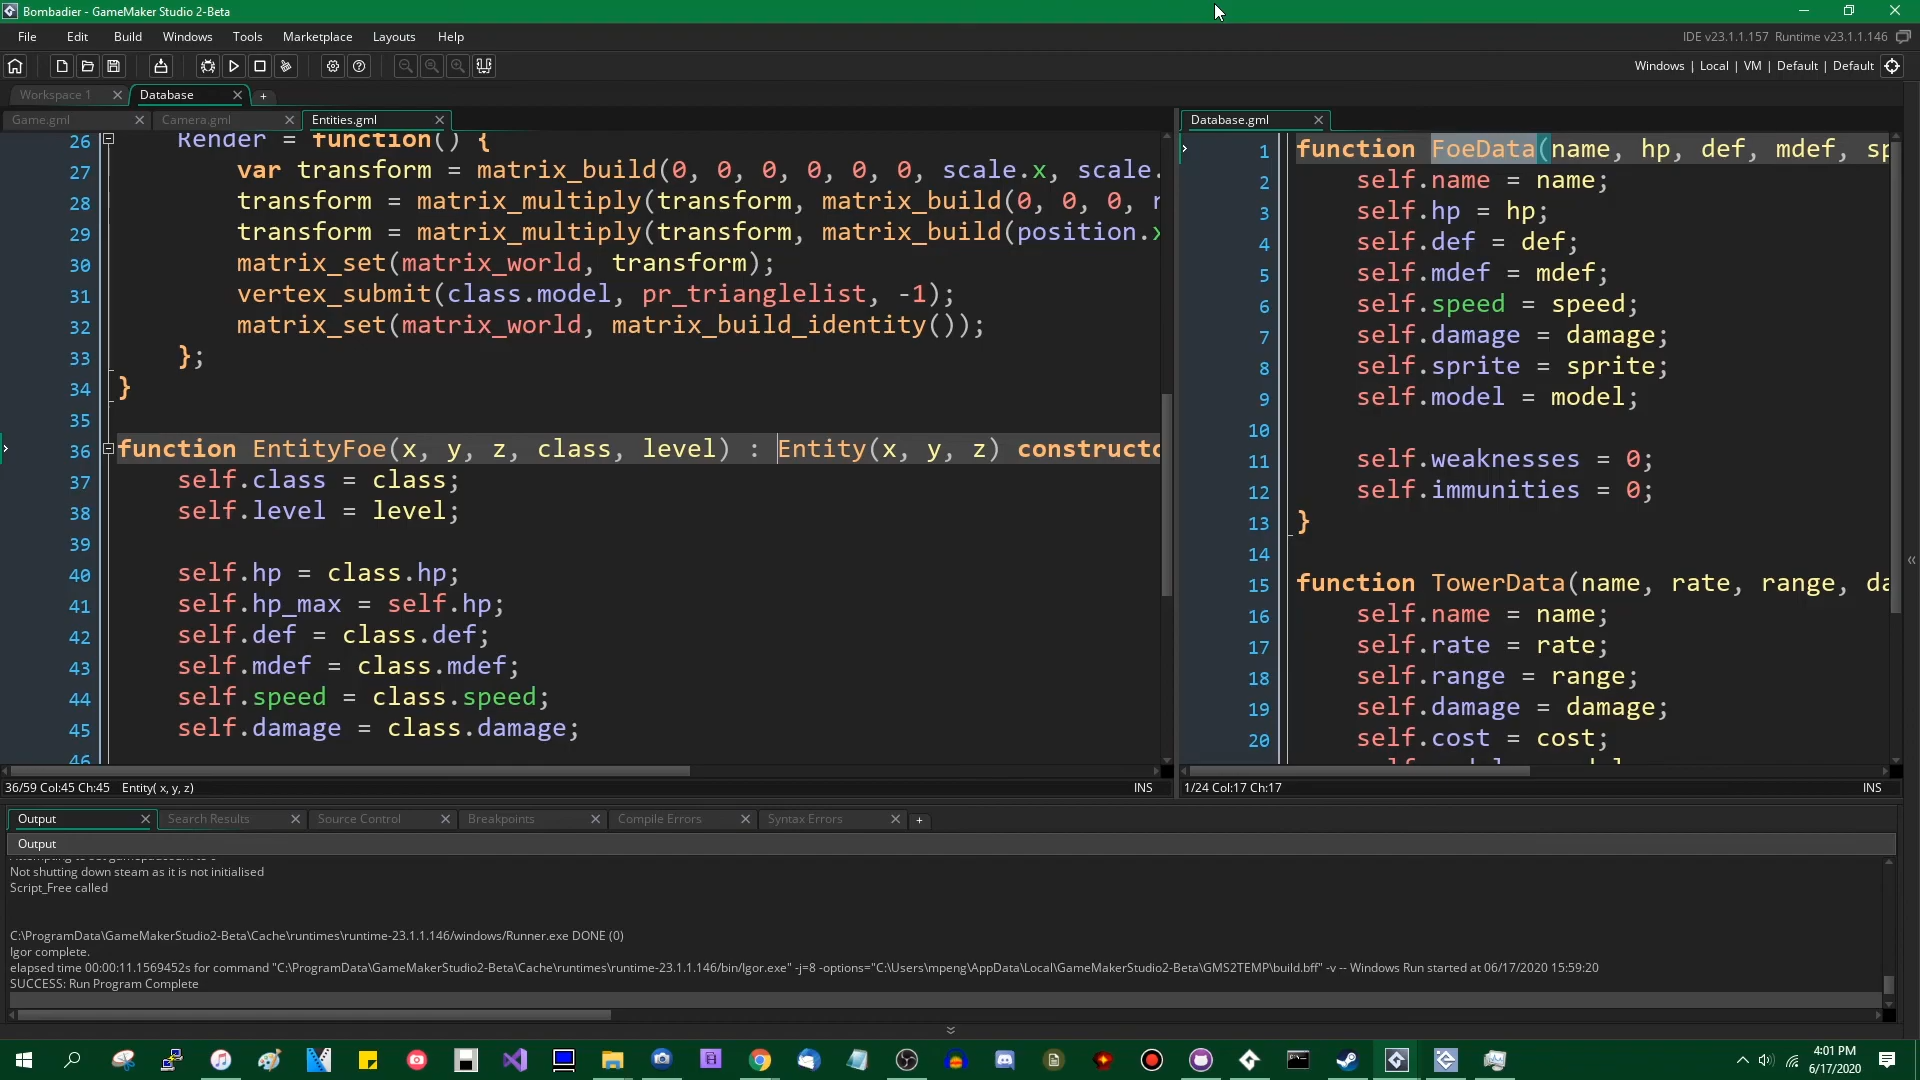 Bombadier - GameMaker Studio 2-Beta
File Edit Build Windows Tools Marketplace Layouts Help
IDE v23.1.1.157 Runtime v23.1.1.146
Windows | Local | VM | Default | Default
Workspace 1
Database
Game.gml
Camera.gml
Entities.gml
26 Render = function() {
27 var transform = matrix_build(0, 0, 0, 0, 0, 0, scale.x, scale.
28 transform = matrix_multiply(transform, matrix_build(0, 0, 0, r
29 transform = matrix_multiply(transform, matrix_build(position.x
30 matrix_set(matrix_world, transform);
31 vertex_submit(class.model, pr_trianglelist, -1);
32 matrix_set(matrix_world, matrix_build_identity());
33 };
34 }
35
36 function EntityFoe(x, y, z, class, level) : Entity(x, y, z) constructo
37 self.class = class;
38 self.level = level;
39
40 self.hp = class.hp;
41 self.hp_max = self.hp;
42 self.def = class.def;
43 self.mdef = class.mdef;
44 self.speed = class.speed;
45 self.damage = class.damage;
46
36/59 Col:45 Ch:45 Entity( x, y, z)
INS
Database.gml
1 function FoeData(name, hp, def, mdef, sp
2 self.name = name;
3 self.hp = hp;
4 self.def = def;
5 self.mdef = mdef;
6 self.speed = speed;
7 self.damage = damage;
8 self.sprite = sprite;
9 self.model = model;
10
11 self.weaknesses = 0;
12 self.immunities = 0;
13 }
14
15 function TowerData(name, rate, range, da
16 self.name = name;
17 self.rate = rate;
18 self.range = range;
19 self.damage = damage;
20 self.cost = cost;
1/24 Col:17 Ch:17
INS
Output
Search Results
Source Control
Breakpoints
Compile Errors
Syntax Errors
Output
Not shutting down steam as it is not initialised
Script_Free called
C:\ProgramData\GameMakerStudio2-Beta\Cache\runtimes\runtime-23.1.1.146/windows/Runner.exe DONE (0)
Igor complete.
elapsed time 00:00:11.1569452s for command "C:\ProgramData\GameMakerStudio2-Beta\Cache\runtimes\runtime-23.1.1.146/bin/Igor.exe" -j=8 -options="C:\Users\mpeng\AppData\Local\GameMakerStudio2-Beta\GMS2TEMP\build.bff" -v -- Windows Run started at 06/17/2020 15:59:20
SUCCESS: Run Program Complete
4:01 PM
6/17/2020